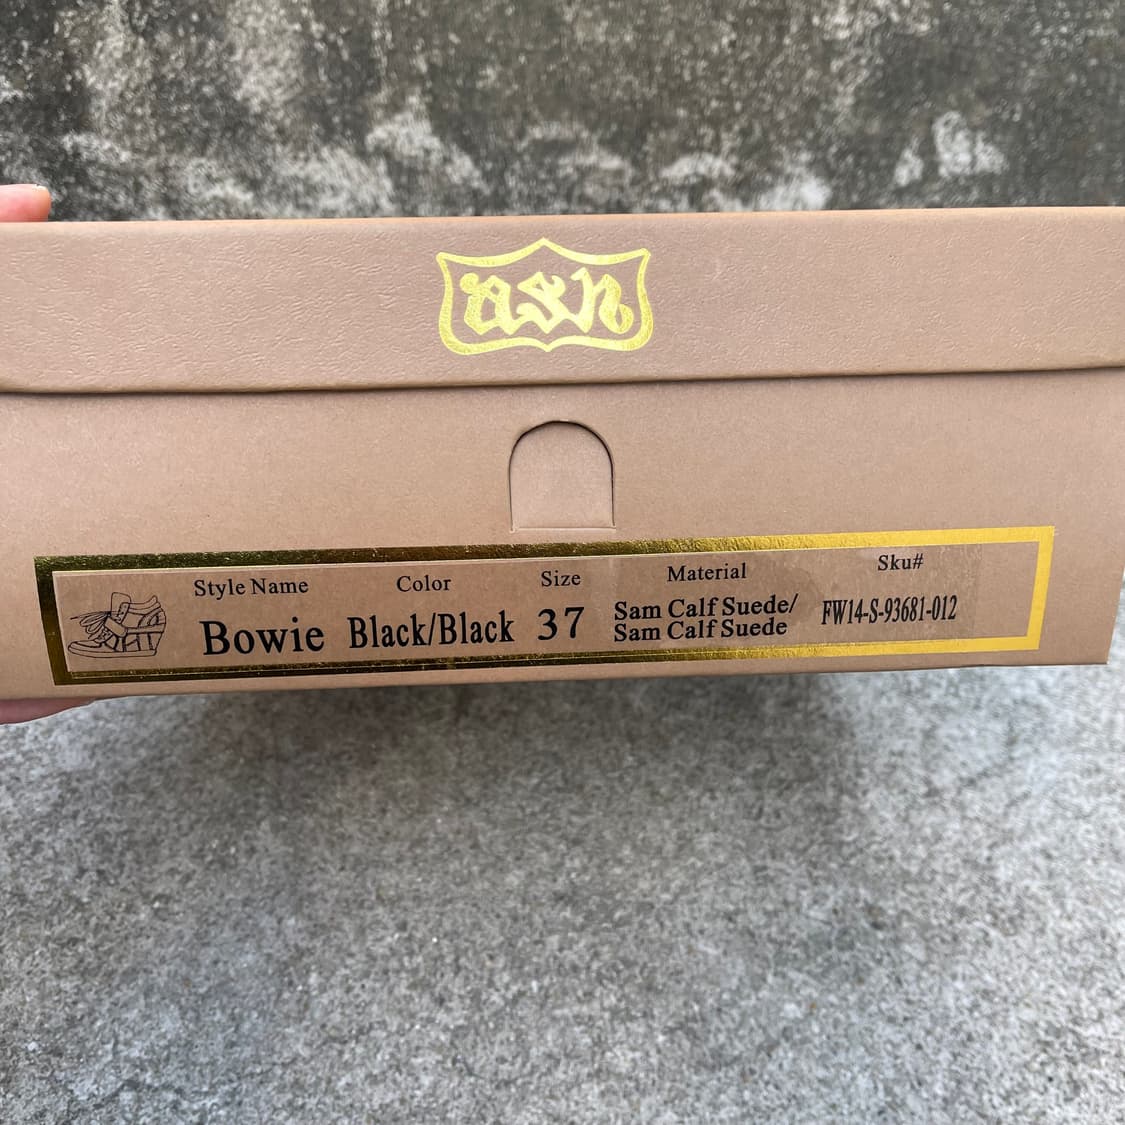 ash
Style Name Color Size Material Sku#
Bowie Black/Black 37 Sam Calf Suede/ FW14-S-93681-012
Sam Calf Suede